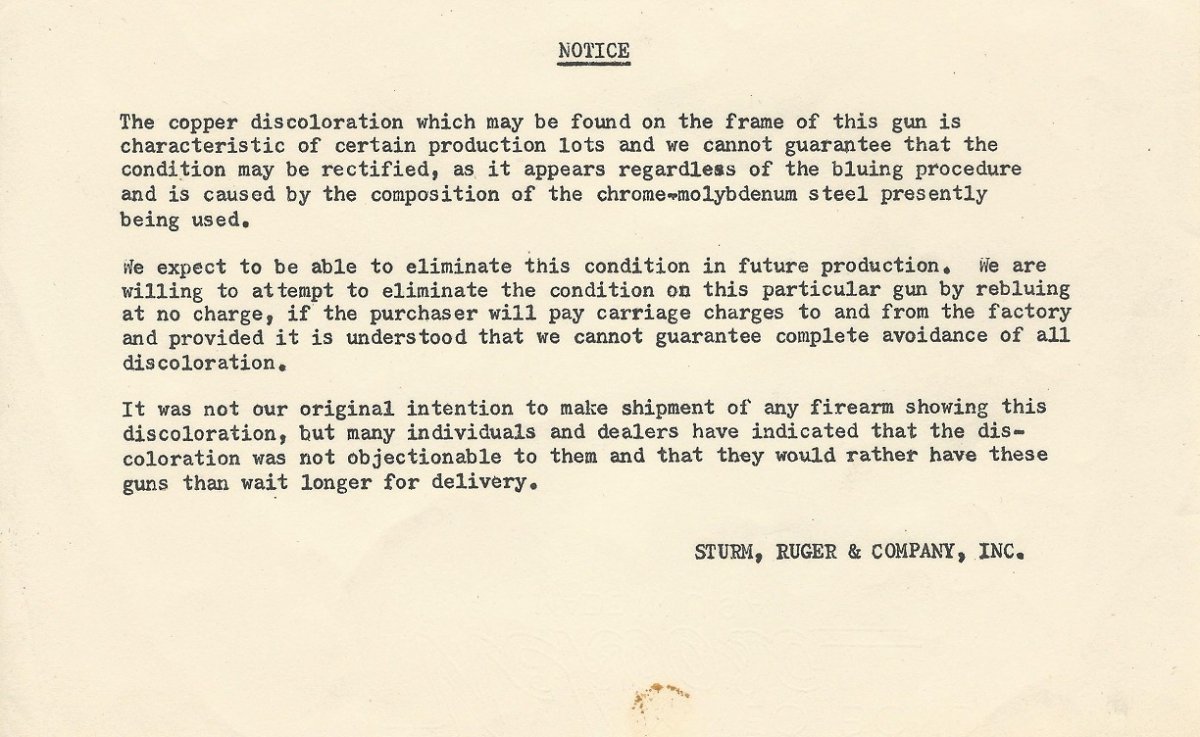 NOTICE
The copper discoloration which may be found on the frame of this gun is
characteristic of certain production lots and we cannot guarantee that the
condition may be rectified, as it appears regardless of the bluing procedure
and is caused by the composition of the chrome-molybdenum steel presently
being used.
We expect to be able to eliminate this condition in future production. We are
willing to attempt to eliminate the condition on this particular gun by rebluing
at no charge, if the purchaser will pay carriage charges to and from the factory
and provided it is understood that we cannot guarantee complete avoidance of all
discoloration.
It was not our original intention to make shipment of any firearm showing this
discoloration, but many individuals and dealers have indicated that the dis-
coloration was not objectionable to them and that they would rather have these
guns than wait longer for delivery.
STURM, RUGER & COMPANY, INC.